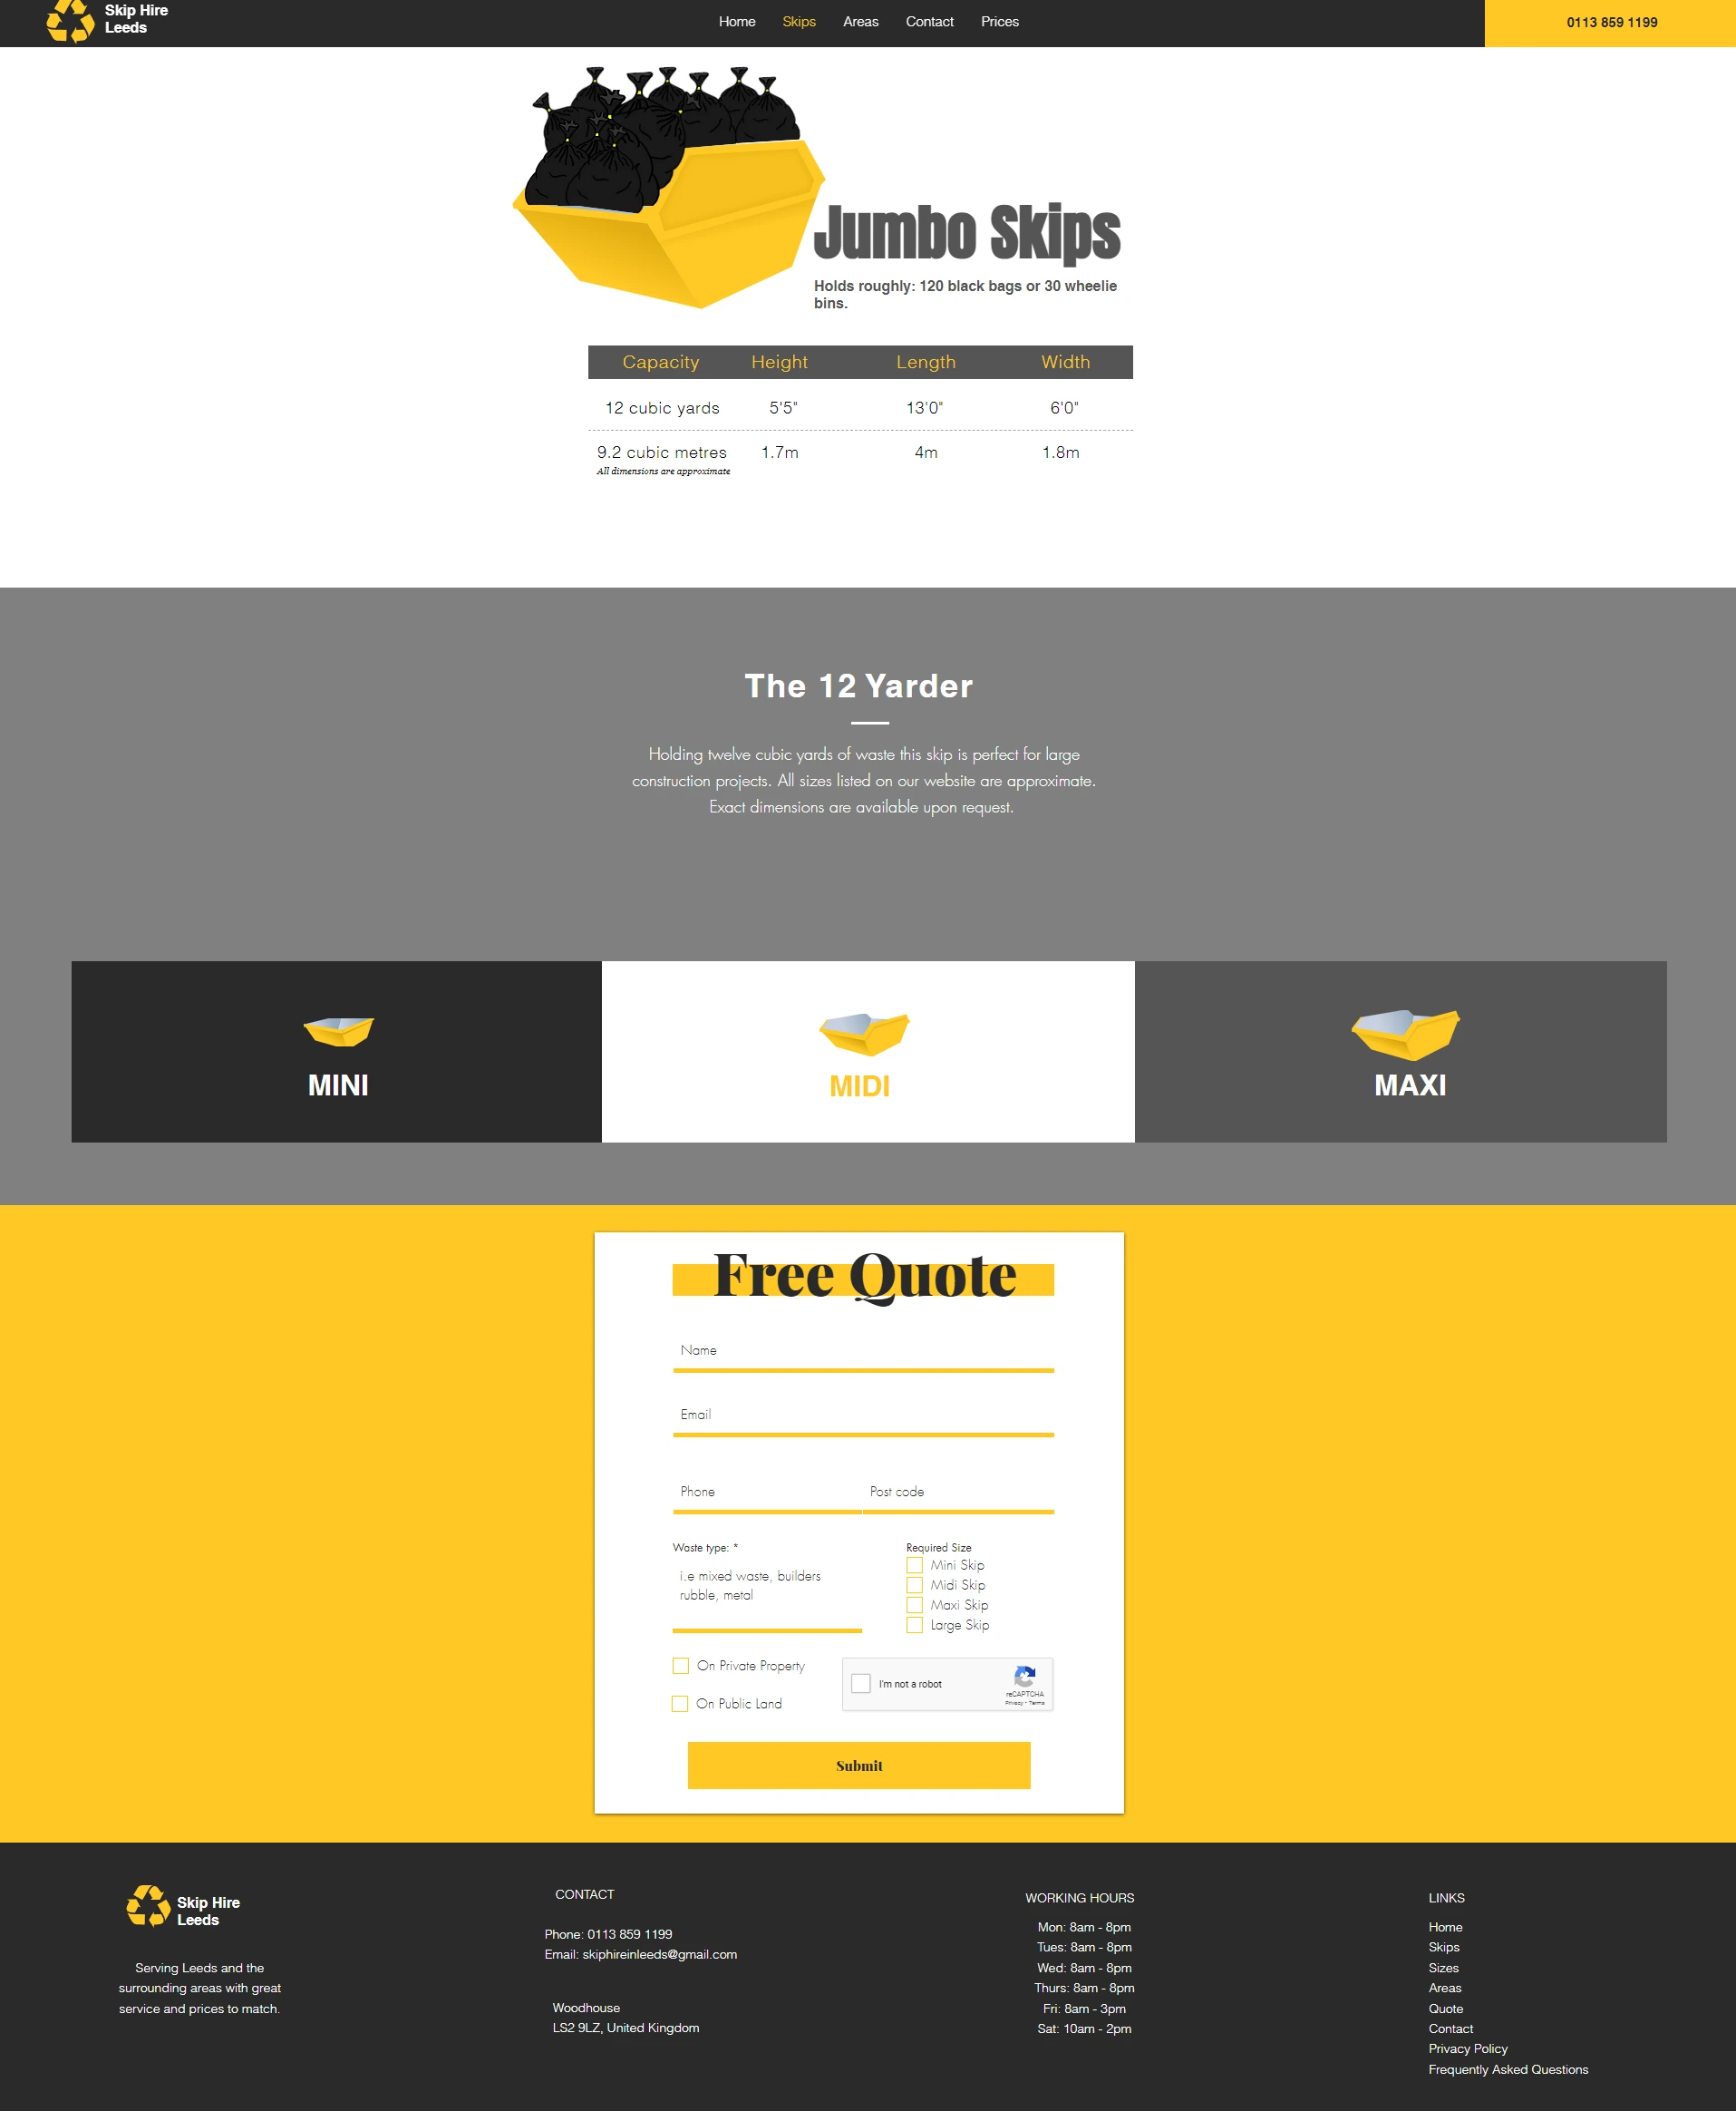 Skip Hire
Leeds
Home Skips Areas Contact Prices
0113 859 1199
Jumbo Skips
Holds roughly: 120 black bags or 30 wheelie
bins.
Capacity Height Length Width
12 cubic yards 5'5" 13'0" 6'0"
9.2 cubic metres 1.7m 4m 1.8m
All dimensions are approximate
The 12 Yarder
Holding twelve cubic yards of waste this skip is perfect for large
construction projects. All sizes listed on our website are approximate.
Exact dimensions are available upon request.
MINI
MIDI
MAXI
Free Quote
Name
Email
Phone Post code
Waste type: *
i.e mixed waste, builders
rubble, metal
Required Size
Mini Skip
Midi Skip
Maxi Skip
Large Skip
On Private Property
On Public Land
I'm not a robot
reCAPTCHA
Privacy - Terms
Submit
Skip Hire
Leeds
Serving Leeds and the
surrounding areas with great
service and prices to match.
CONTACT
Phone: 0113 859 1199
Email: skiphireinleeds@gmail.com
Woodhouse
LS2 9LZ, United Kingdom
WORKING HOURS
Mon: 8am - 8pm
Tues: 8am - 8pm
Wed: 8am - 8pm
Thurs: 8am - 8pm
Fri: 8am - 3pm
Sat: 10am - 2pm
LINKS
Home
Skips
Sizes
Areas
Quote
Contact
Privacy Policy
Frequently Asked Questions